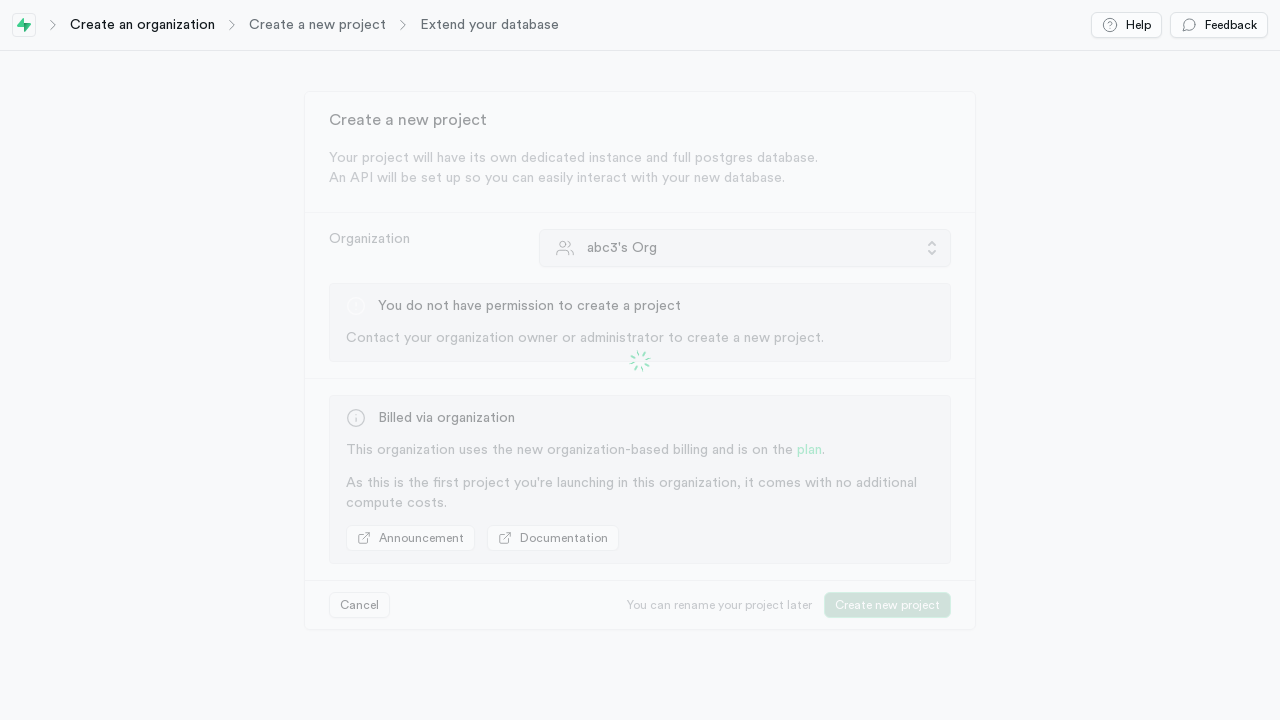 Create an organization
Create a new project
Extend your database
Help
Feedback
Create a new project
Your project will have its own dedicated instance and full postgres database.
An API will be set up so you can easily interact with your new database.
Organization
abc3's Org
You do not have permission to create a project
Contact your organization owner or administrator to create a new project.
Billed via organization
This organization uses the new organization-based billing and is on the plan.
As this is the first project you're launching in this organization, it comes with no additional
compute costs.
Announcement
Documentation
Cancel
You can rename your project later
Create new project